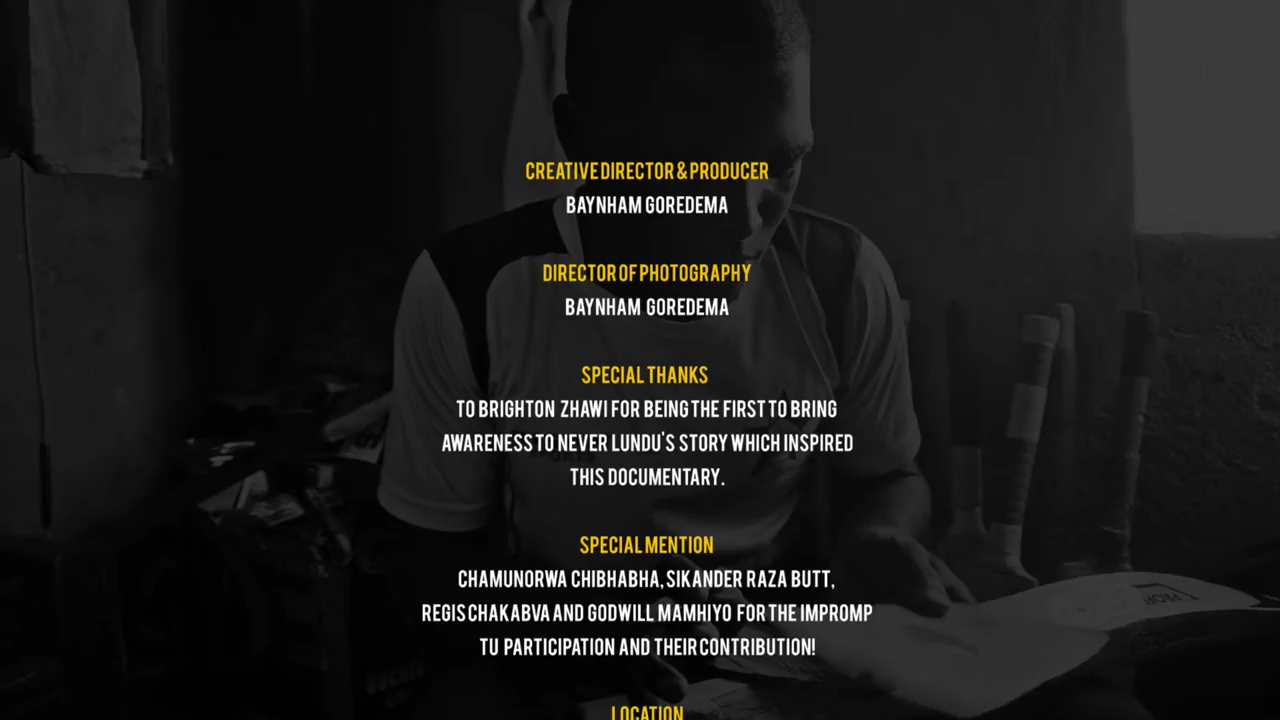 CREATIVE DIRECTOR & PRODUCER
BAYNHAM GOREDEMA
DIRECTOR OF PHOTOGRAPHY
BAYNHAM GOREDEMA
SPECIAL THANKS
TO BRIGHTON ZHAWI FOR BEING THE FIRST TO BRING
AWARENESS TO NEVER LUNDU'S STORY WHICH INSPIRED
THIS DOCUMENTARY.
SPECIAL MENTION
CHAMUNORWA CHIBHABHA, SIKANDER RAZA BUTT,
REGIS CHAKABVA AND GODWILL MAMHIYO FOR THE IMPROMP
TU PARTICIPATION AND THEIR CONTRIBUTION!
LOCATION